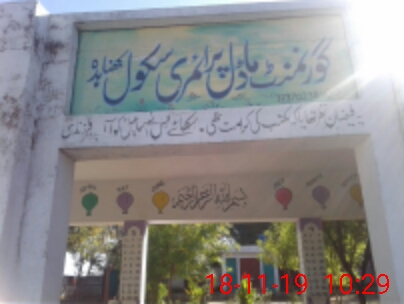 گورنمنٹ ماڈل پرائمری سکول
یہ فیضان نظر تھا یا کہ مکتب کی کرامت تھی۔ سکھائے کس نے اسماعیل کو آداب فرزندی
بسم اللہ الرحمن الرحیم
18-11-19 10:29